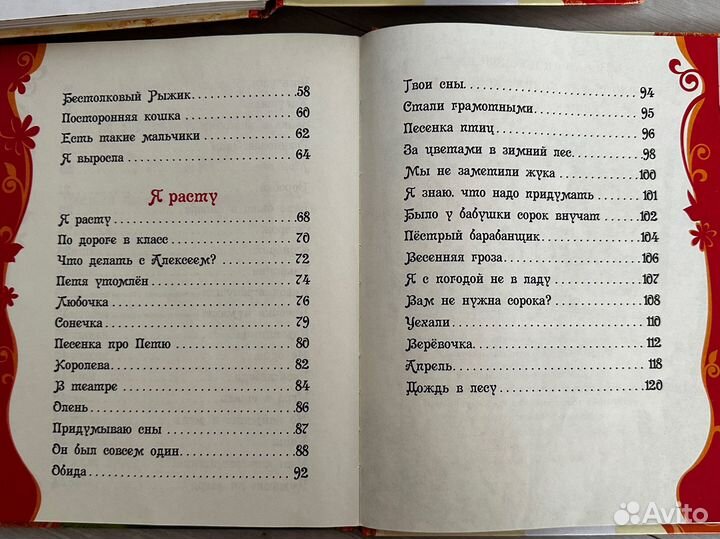 Бестолковый Рыжик 58
Посторонняя кошка 60
Есть такие мальчики 62
Я выросла 64
Я расту
Я расту 68
По дороге в класс 70
Что делать с Алексеем? 72
Петя утомлён 74
Любочка 76
Сонечка 79
Песенка про Петю 80
Королева 82
В театре 84
Олень 86
Придумываю сны 87
Он был совсем один 88
Обида 92
Твои сны 94
Стали грамотными 95
Песенка птиц 96
За цветами в зимний лес 98
Мы не заметили жука 100
Я знаю, что надо придумать 101
Было у бабушки сорок внучат 102
Пёстрый барабанщик 104
Весенняя гроза 106
Я с погодой не в ладу 107
Вам не нужна сорока? 108
Уехали 110
Верёвочка 112
Апрель 118
Дождь в лесу 120
Avito